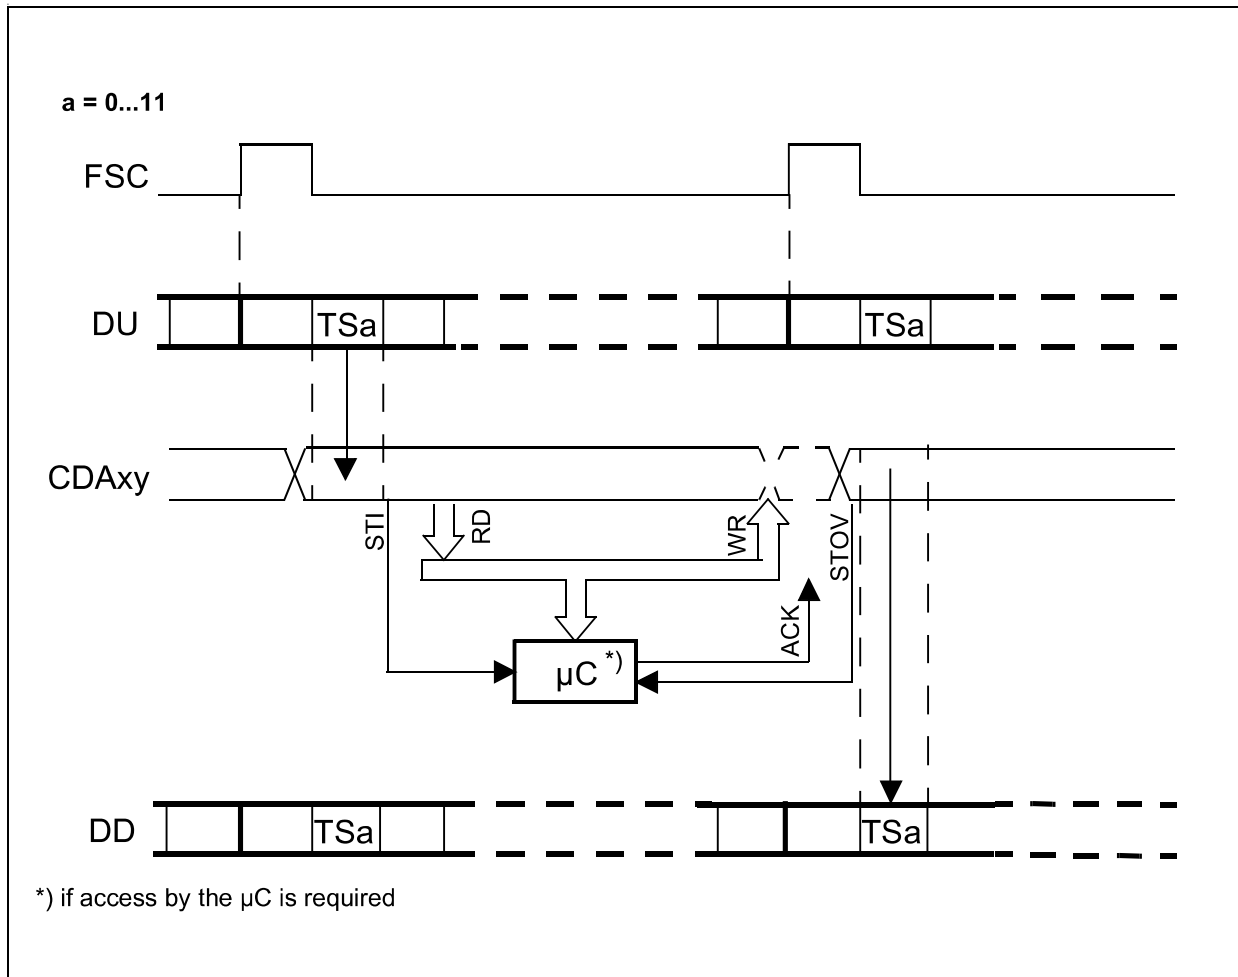 a = 0...11
FSC
DU
TSa
TSa
CDAxy
STI
RD
WR
STOV
ACK
µC *)
DD
TSa
TSa
*) if access by the µC is required